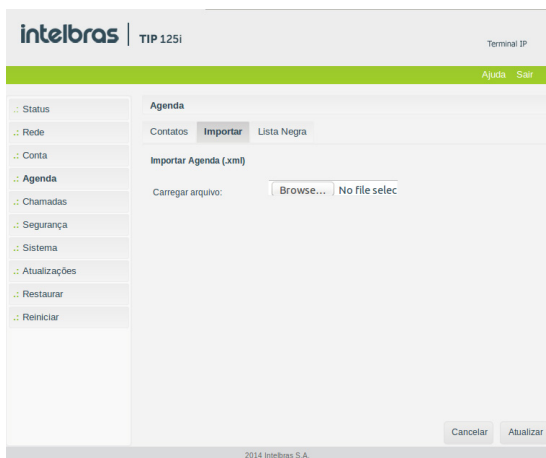 intelbras TIP 125i
Terminal IP
Ajuda Sair
.: Status
.: Rede
.: Conta
.: Agenda
.: Chamadas
.: Segurança
.: Sistema
.: Atualizações
.: Restaurar
.: Reiniciar
Agenda
Contatos Importar Lista Negra
Importar Agenda (.xml)
Carregar arquivo: Browse... No file selec
Cancelar Atualizar
2014 Intelbras S.A.